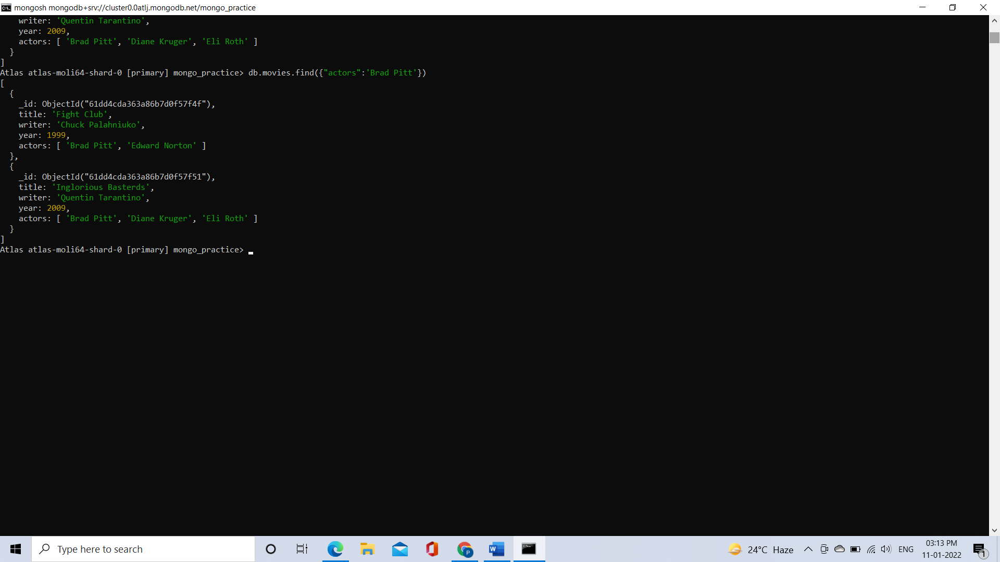 mongosh mongodb+srv://cluster0.0atlj.mongodb.net/mongo_practice
writer: 'Quentin Tarantino',
year: 2009,
actors: [ 'Brad Pitt', 'Diane Kruger', 'Eli Roth' ]
}
]
Atlas atlas-moli64-shard-0 [primary] mongo_practice> db.movies.find({"actors":'Brad Pitt'})
[
{
_id: ObjectId("61dd4cda363a86b7d0f57f4f"),
title: 'Fight Club',
writer: 'Chuck Palahniuko',
year: 1999,
actors: [ 'Brad Pitt', 'Edward Norton' ]
},
{
_id: ObjectId("61dd4cda363a86b7d0f57f51"),
title: 'Inglorious Basterds',
writer: 'Quentin Tarantino',
year: 2009,
actors: [ 'Brad Pitt', 'Diane Kruger', 'Eli Roth' ]
}
]
Atlas atlas-moli64-shard-0 [primary] mongo_practice>
Type here to search
24°C Haze
ENG
03:13 PM
11-01-2022
1